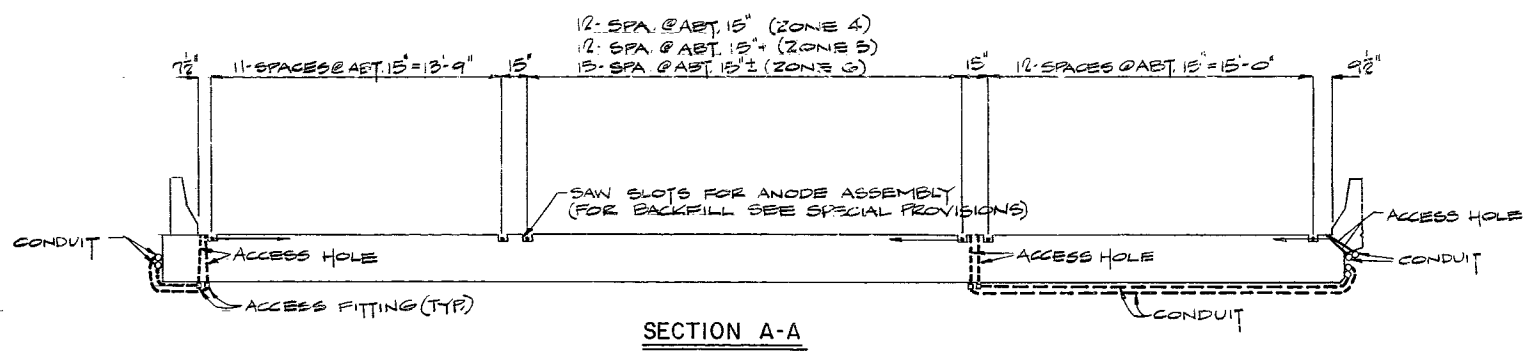 12- SPA. @ ABT. 15" (ZONE 4)
12- SPA. @ ABT. 15"± (ZONE 5)
15- SPA. @ ABT. 15"± (ZONE 6)
7½"
11-SPACES @ ABT. 15"=13'-9"
15"
15"
12-SPACES @ ABT. 15"=15'-0"
9½"
SAW SLOTS FOR ANODE ASSEMBLY
(FOR BACKFILL SEE SPECIAL PROVISIONS)
ACCESS HOLE
CONDUIT
ACCESS HOLE
ACCESS HOLE
CONDUIT
ACCESS FITTING (TYP.)
CONDUIT
SECTION A-A